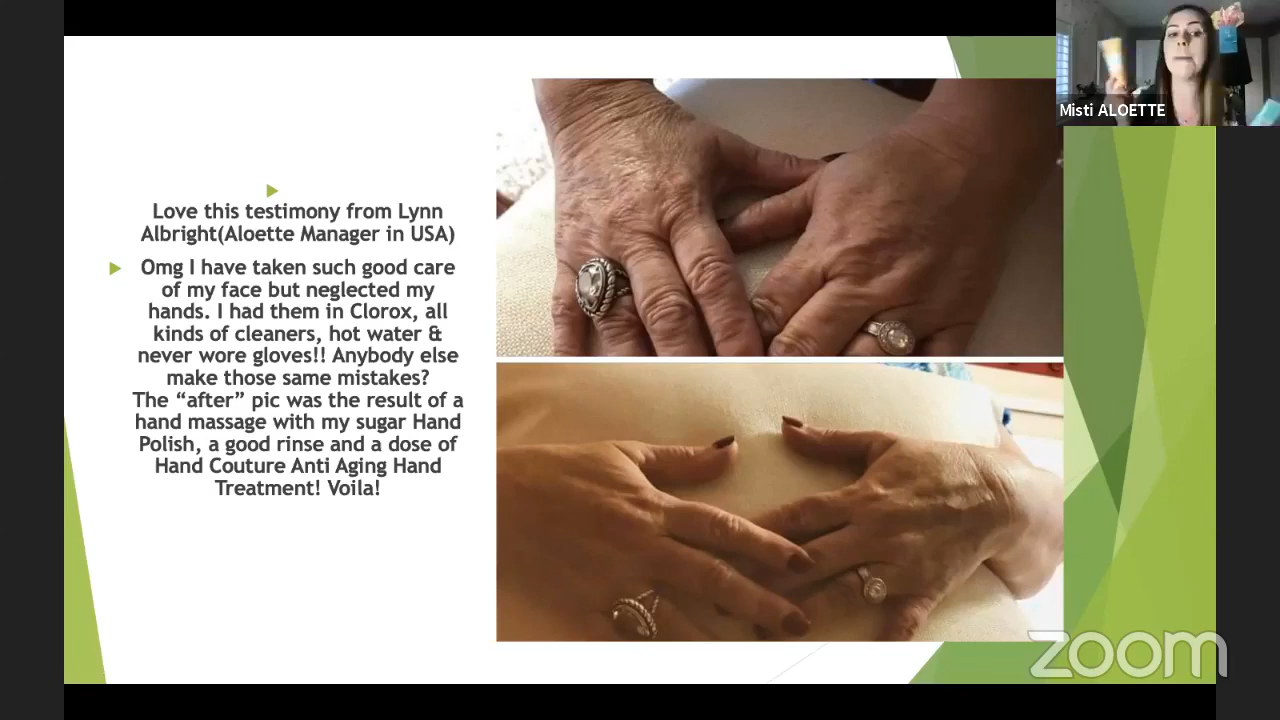 Misti ALOETTE
Love this testimony from Lynn
Albright(Aloette Manager in USA)
Omg I have taken such good care
of my face but neglected my
hands. I had them in Clorox, all
kinds of cleaners, hot water &
never wore gloves!! Anybody else
make those same mistakes?
The “after” pic was the result of a
hand massage with my sugar Hand
Polish, a good rinse and a dose of
Hand Couture Anti Aging Hand
Treatment! Voila!
zoom